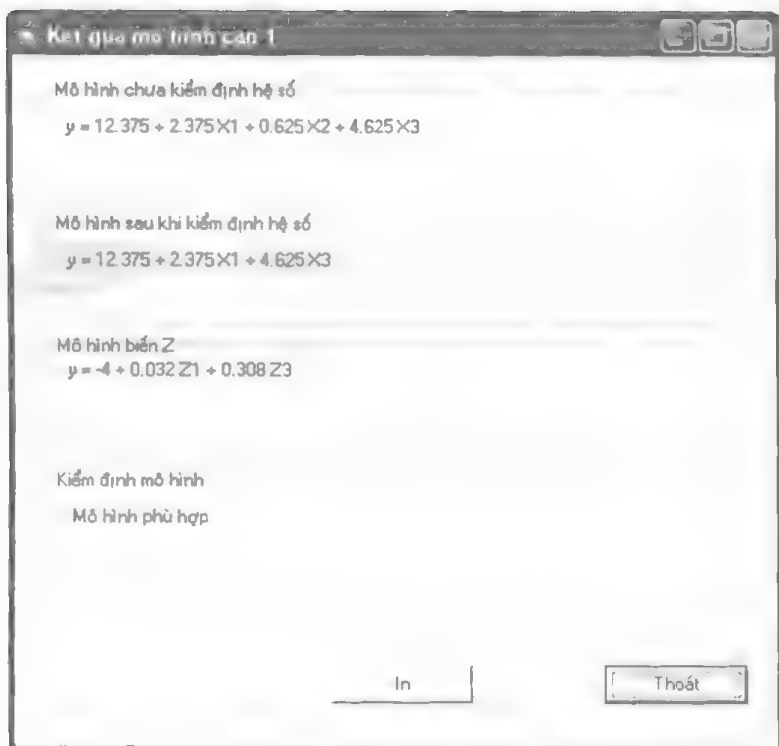 Kết quả mô hình cấp 1
Mô hình chưa kiểm định hệ số
y = 12.375 + 2.375X1 + 0.625X2 + 4.625X3
Mô hình sau khi kiểm định hệ số
y = 12.375 + 2.375X1 + 4.625X3
Mô hình biến Z
y = -4 + 0.032 Z1 + 0.308 Z3
Kiểm định mô hình
Mô hình phù hợp
In
Thoát